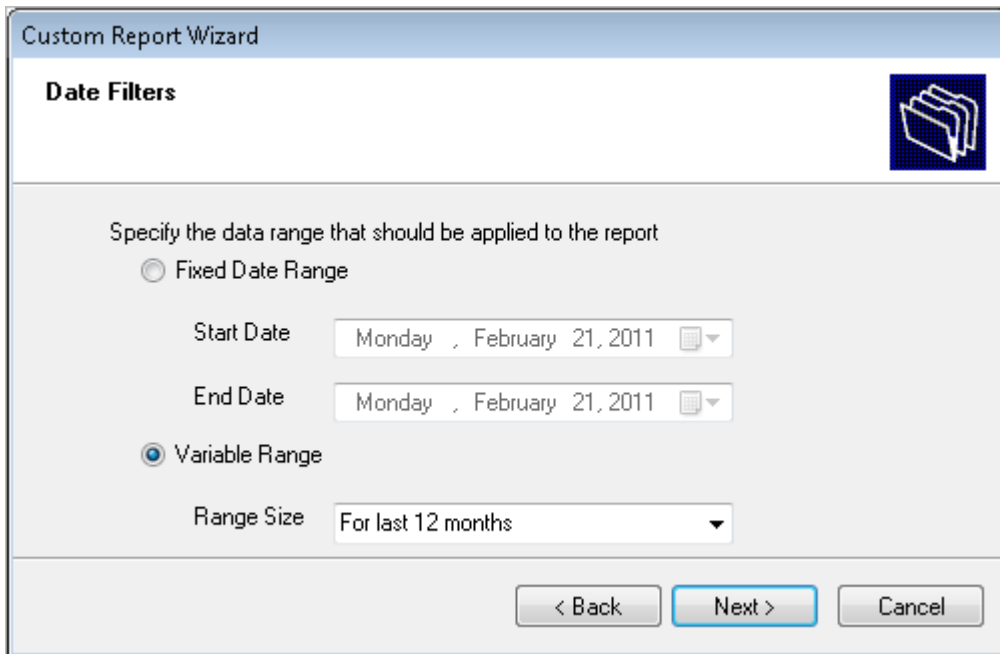 Custom Report Wizard
Date Filters
Specify the data range that should be applied to the report
Fixed Date Range
Start Date Monday , February 21, 2011
End Date Monday , February 21, 2011
Variable Range
Range Size For last 12 months
< Back Next > Cancel